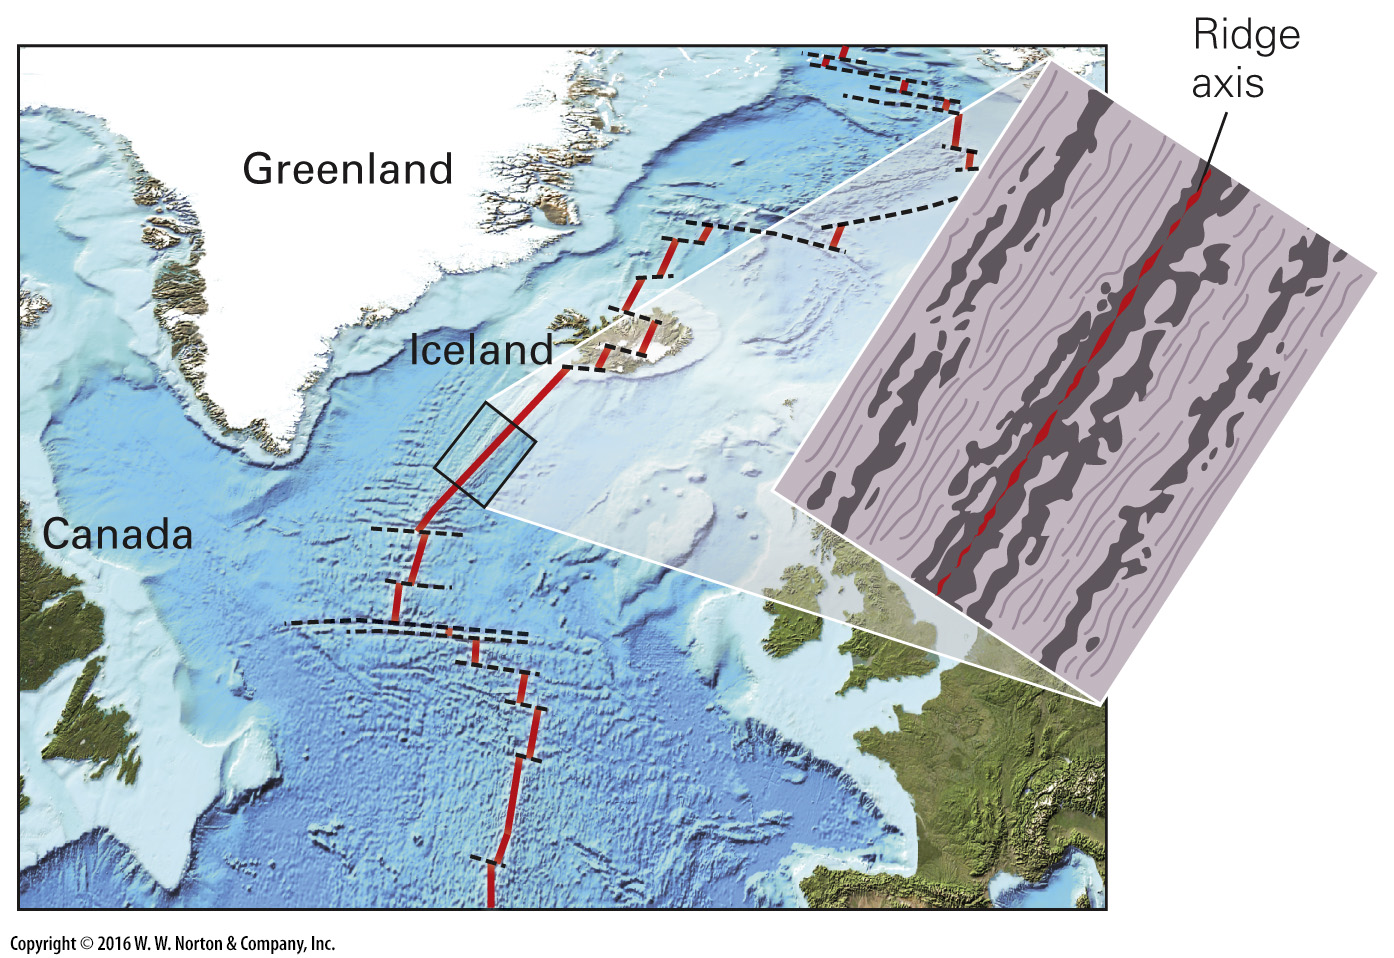 Ridge
axis
Greenland
Iceland
Canada
Copyright © 2016 W. W. Norton & Company, Inc.